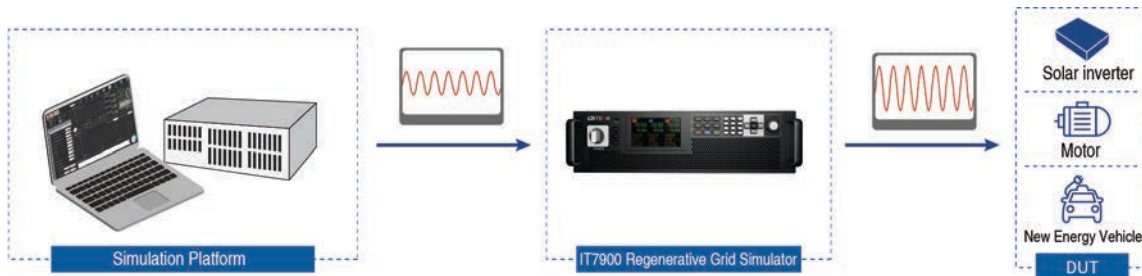 Solar inverter
Motor
New Energy Vehicle
Simulation Platform
IT7900 Regenerative Grid Simulator
DUT